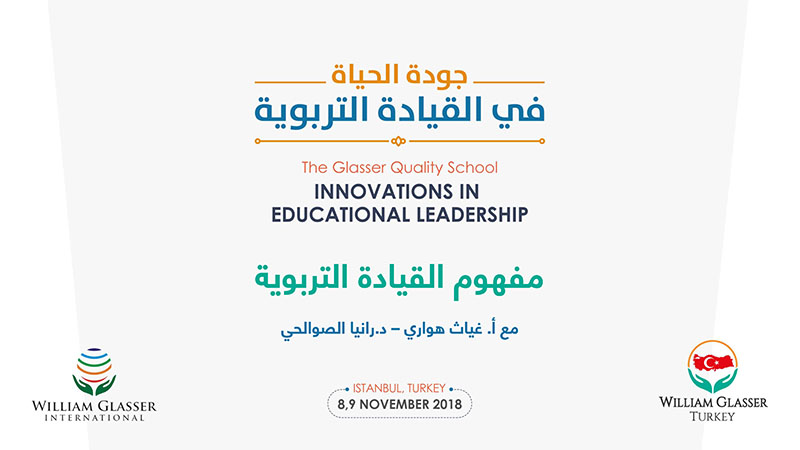 جودة الحياة
في القيادة التربوية
The Glasser Quality School
INNOVATIONS IN
EDUCATIONAL LEADERSHIP
مفهوم القيادة التربوية
مع أ. غياث هواري – د.رانيا الصوالحي
ISTANBUL, TURKEY
8,9 NOVEMBER 2018
WILLIAM GLASSER
INTERNATIONAL
WILLIAM GLASSER
TURKEY